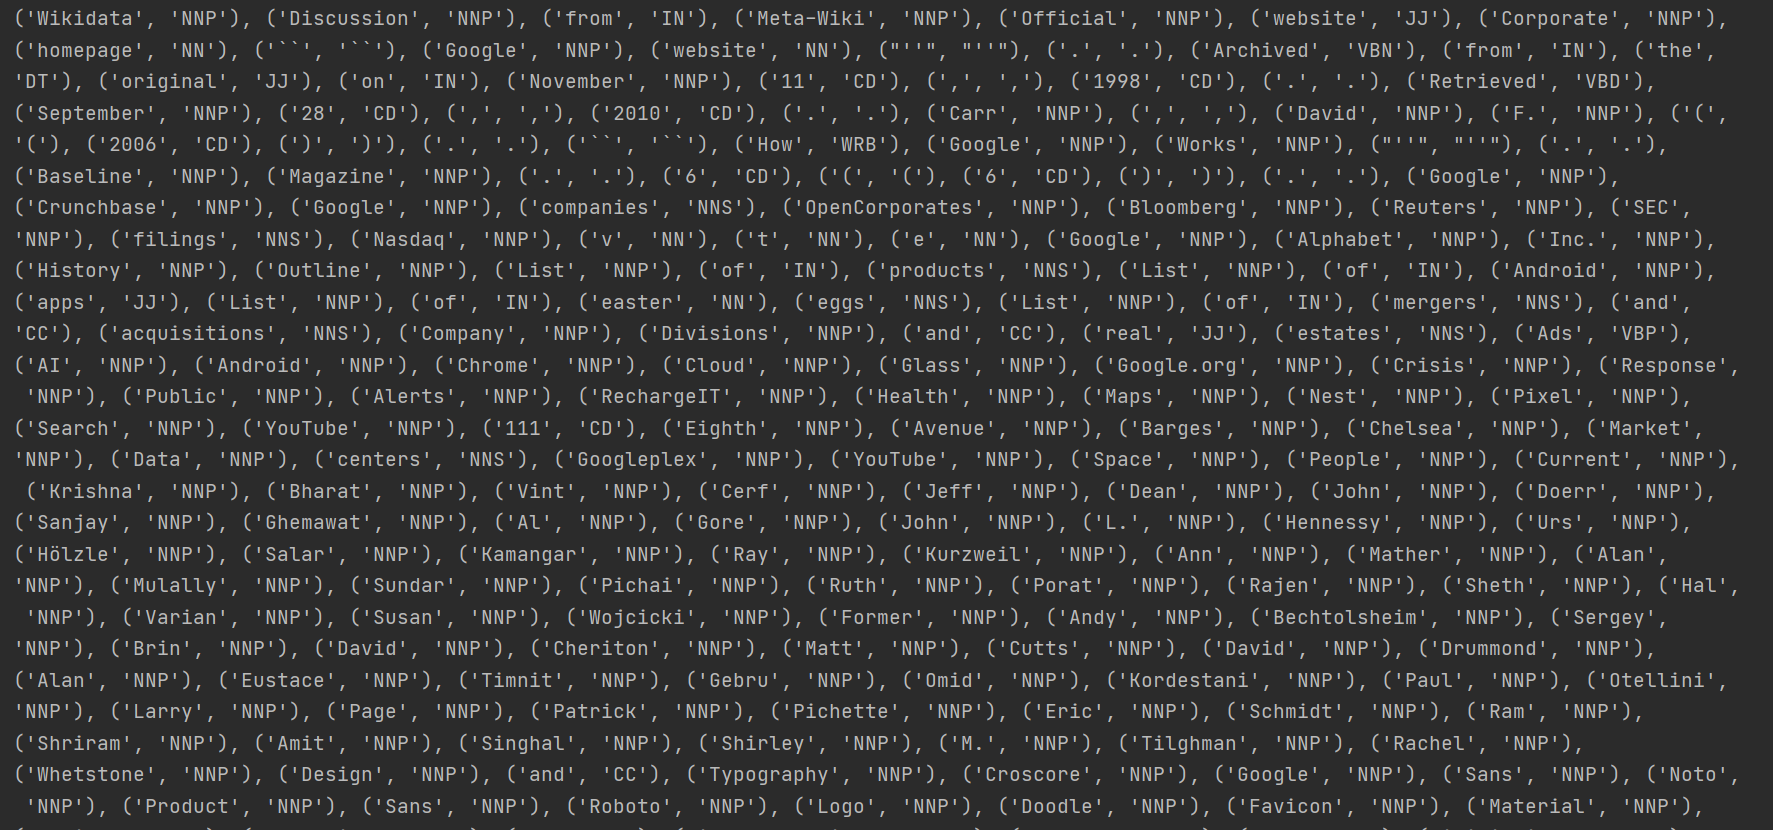 ('Wikidata', 'NNP'), ('Discussion', 'NNP'), ('from', 'IN'), ('Meta-Wiki', 'NNP'), ('Official', 'NNP'), ('website', 'JJ'), ('Corporate', 'NNP'),
('homepage', 'NN'), ('``', '``'), ('Google', 'NNP'), ('website', 'NN'), ("''", "''"), ('.', '.'), ('Archived', 'VBN'), ('from', 'IN'), ('the',
'DT'), ('original', 'JJ'), ('on', 'IN'), ('November', 'NNP'), ('11', 'CD'), (',', ','), ('1998', 'CD'), ('.', '.'), ('Retrieved', 'VBD'),
('September', 'NNP'), ('28', 'CD'), (',', ','), ('2010', 'CD'), ('.', '.'), ('Carr', 'NNP'), (',', ','), ('David', 'NNP'), ('F.', 'NNP'), ('(',
'('), ('2006', 'CD'), (')', ')'), ('.', '.'), ('``', '``'), ('How', 'WRB'), ('Google', 'NNP'), ('Works', 'NNP'), ("''", "''"), ('.', '.'),
('Baseline', 'NNP'), ('Magazine', 'NNP'), ('.', '.'), ('6', 'CD'), ('(', '('), ('6', 'CD'), (')', ')'), ('.', '.'), ('Google', 'NNP'),
('Crunchbase', 'NNP'), ('Google', 'NNP'), ('companies', 'NNS'), ('OpenCorporates', 'NNP'), ('Bloomberg', 'NNP'), ('Reuters', 'NNP'), ('SEC',
'NNP'), ('filings', 'NNS'), ('Nasdaq', 'NNP'), ('v', 'NN'), ('t', 'NN'), ('e', 'NN'), ('Google', 'NNP'), ('Alphabet', 'NNP'), ('Inc.', 'NNP'),
('History', 'NNP'), ('Outline', 'NNP'), ('List', 'NNP'), ('of', 'IN'), ('products', 'NNS'), ('List', 'NNP'), ('of', 'IN'), ('Android', 'NNP'),
('apps', 'JJ'), ('List', 'NNP'), ('of', 'IN'), ('easter', 'NN'), ('eggs', 'NNS'), ('List', 'NNP'), ('of', 'IN'), ('mergers', 'NNS'), ('and',
'CC'), ('acquisitions', 'NNS'), ('Company', 'NNP'), ('Divisions', 'NNP'), ('and', 'CC'), ('real', 'JJ'), ('estates', 'NNS'), ('Ads', 'VBP'),
('AI', 'NNP'), ('Android', 'NNP'), ('Chrome', 'NNP'), ('Cloud', 'NNP'), ('Glass', 'NNP'), ('Google.org', 'NNP'), ('Crisis', 'NNP'), ('Response',
'NNP'), ('Public', 'NNP'), ('Alerts', 'NNP'), ('RechargeIT', 'NNP'), ('Health', 'NNP'), ('Maps', 'NNP'), ('Nest', 'NNP'), ('Pixel', 'NNP'),
('Search', 'NNP'), ('YouTube', 'NNP'), ('111', 'CD'), ('Eighth', 'NNP'), ('Avenue', 'NNP'), ('Barges', 'NNP'), ('Chelsea', 'NNP'), ('Market',
'NNP'), ('Data', 'NNP'), ('centers', 'NNS'), ('Googleplex', 'NNP'), ('YouTube', 'NNP'), ('Space', 'NNP'), ('People', 'NNP'), ('Current', 'NNP'),
('Krishna', 'NNP'), ('Bharat', 'NNP'), ('Vint', 'NNP'), ('Cerf', 'NNP'), ('Jeff', 'NNP'), ('Dean', 'NNP'), ('John', 'NNP'), ('Doerr', 'NNP'),
('Sanjay', 'NNP'), ('Ghemawat', 'NNP'), ('Al', 'NNP'), ('Gore', 'NNP'), ('John', 'NNP'), ('L.', 'NNP'), ('Hennessy', 'NNP'), ('Urs', 'NNP'),
('Hölzle', 'NNP'), ('Salar', 'NNP'), ('Kamangar', 'NNP'), ('Ray', 'NNP'), ('Kurzweil', 'NNP'), ('Ann', 'NNP'), ('Mather', 'NNP'), ('Alan',
'NNP'), ('Mulally', 'NNP'), ('Sundar', 'NNP'), ('Pichai', 'NNP'), ('Ruth', 'NNP'), ('Porat', 'NNP'), ('Rajen', 'NNP'), ('Sheth', 'NNP'), ('Hal',
'NNP'), ('Varian', 'NNP'), ('Susan', 'NNP'), ('Wojcicki', 'NNP'), ('Former', 'NNP'), ('Andy', 'NNP'), ('Bechtolsheim', 'NNP'), ('Sergey',
'NNP'), ('Brin', 'NNP'), ('David', 'NNP'), ('Cheriton', 'NNP'), ('Matt', 'NNP'), ('Cutts', 'NNP'), ('David', 'NNP'), ('Drummond', 'NNP'),
('Alan', 'NNP'), ('Eustace', 'NNP'), ('Timnit', 'NNP'), ('Gebru', 'NNP'), ('Omid', 'NNP'), ('Kordestani', 'NNP'), ('Paul', 'NNP'), ('Otellini',
'NNP'), ('Larry', 'NNP'), ('Page', 'NNP'), ('Patrick', 'NNP'), ('Pichette', 'NNP'), ('Eric', 'NNP'), ('Schmidt', 'NNP'), ('Ram', 'NNP'),
('Shriram', 'NNP'), ('Amit', 'NNP'), ('Singhal', 'NNP'), ('Shirley', 'NNP'), ('M.', 'NNP'), ('Tilghman', 'NNP'), ('Rachel', 'NNP'),
('Whetstone', 'NNP'), ('Design', 'NNP'), ('and', 'CC'), ('Typography', 'NNP'), ('Croscore', 'NNP'), ('Google', 'NNP'), ('Sans', 'NNP'), ('Noto',
'NNP'), ('Product', 'NNP'), ('Sans', 'NNP'), ('Roboto', 'NNP'), ('Logo', 'NNP'), ('Doodle', 'NNP'), ('Favicon', 'NNP'), ('Material', 'NNP'),